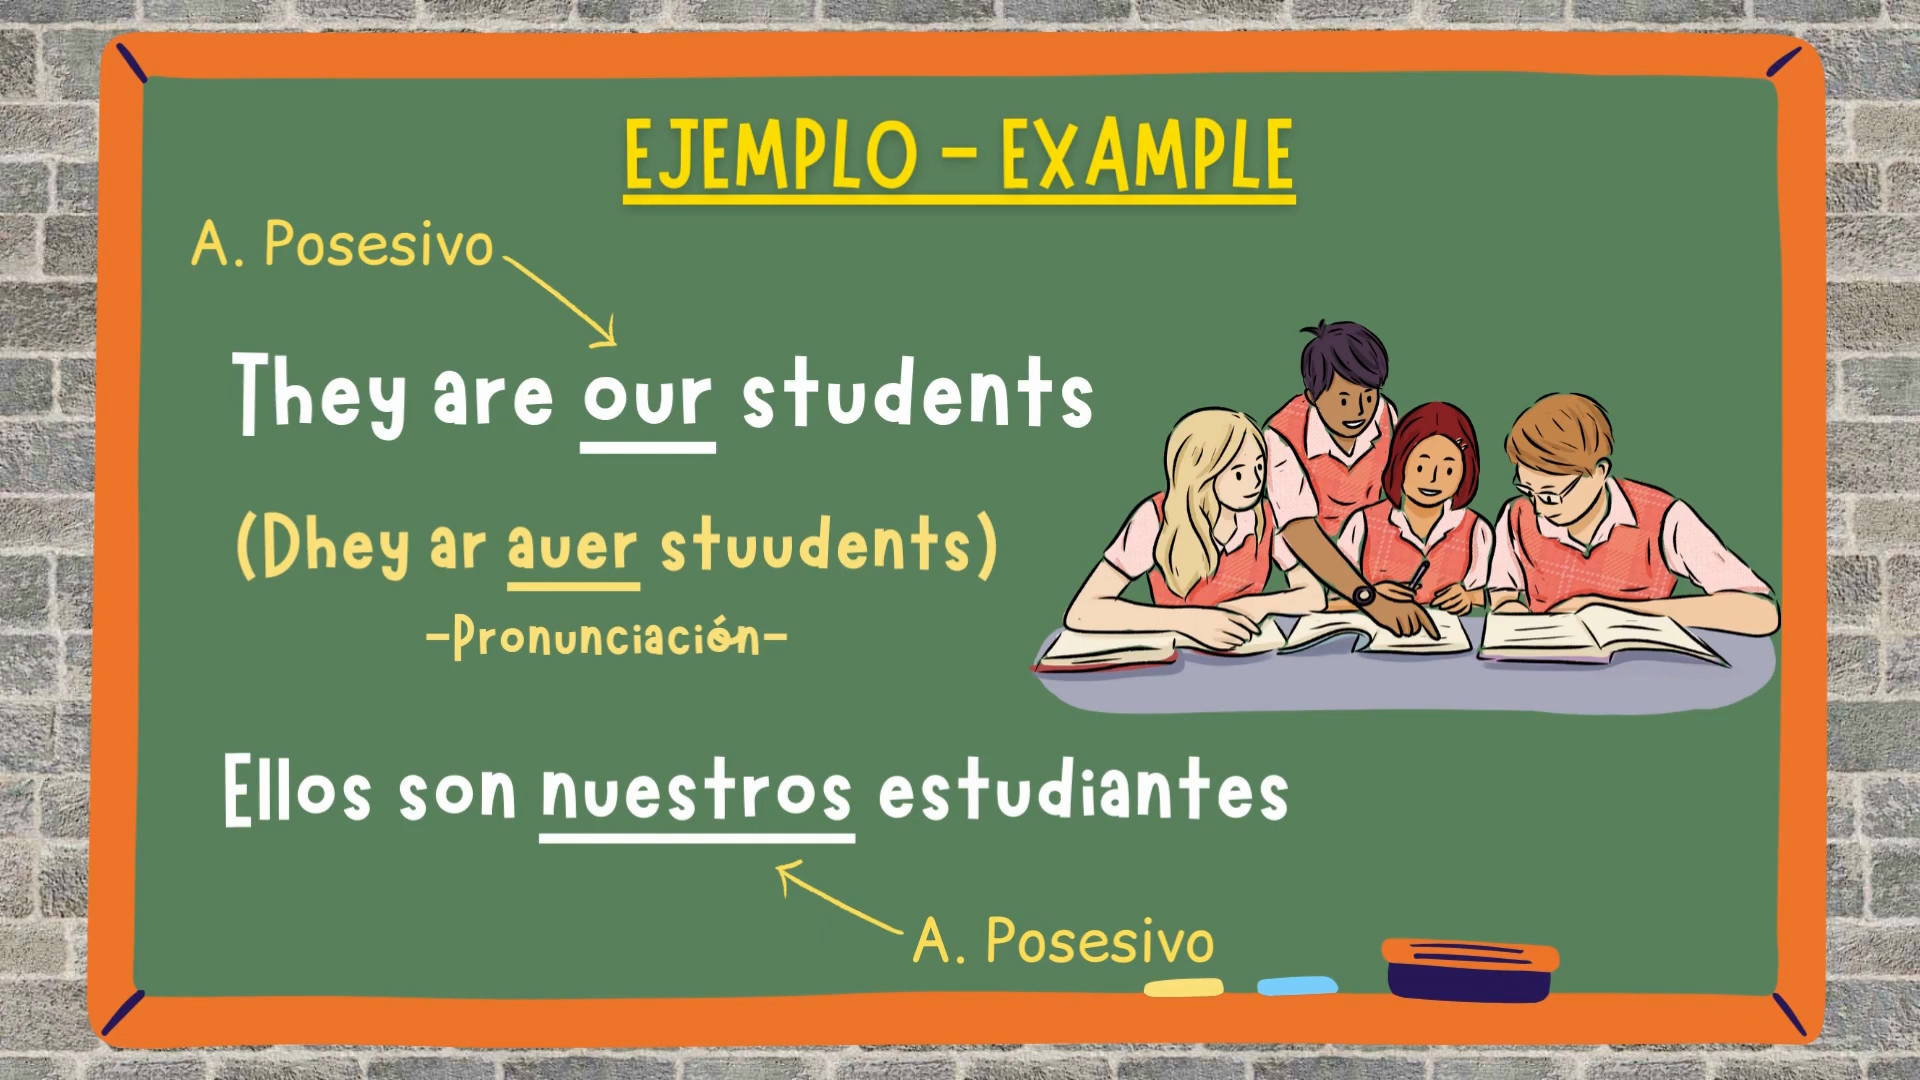 EJEMPLO - EXAMPLE
A. Posesivo
They are our students
(Dhey ar auer stuudents)
-Pronunciación-
Ellos son nuestros estudiantes
A. Posesivo